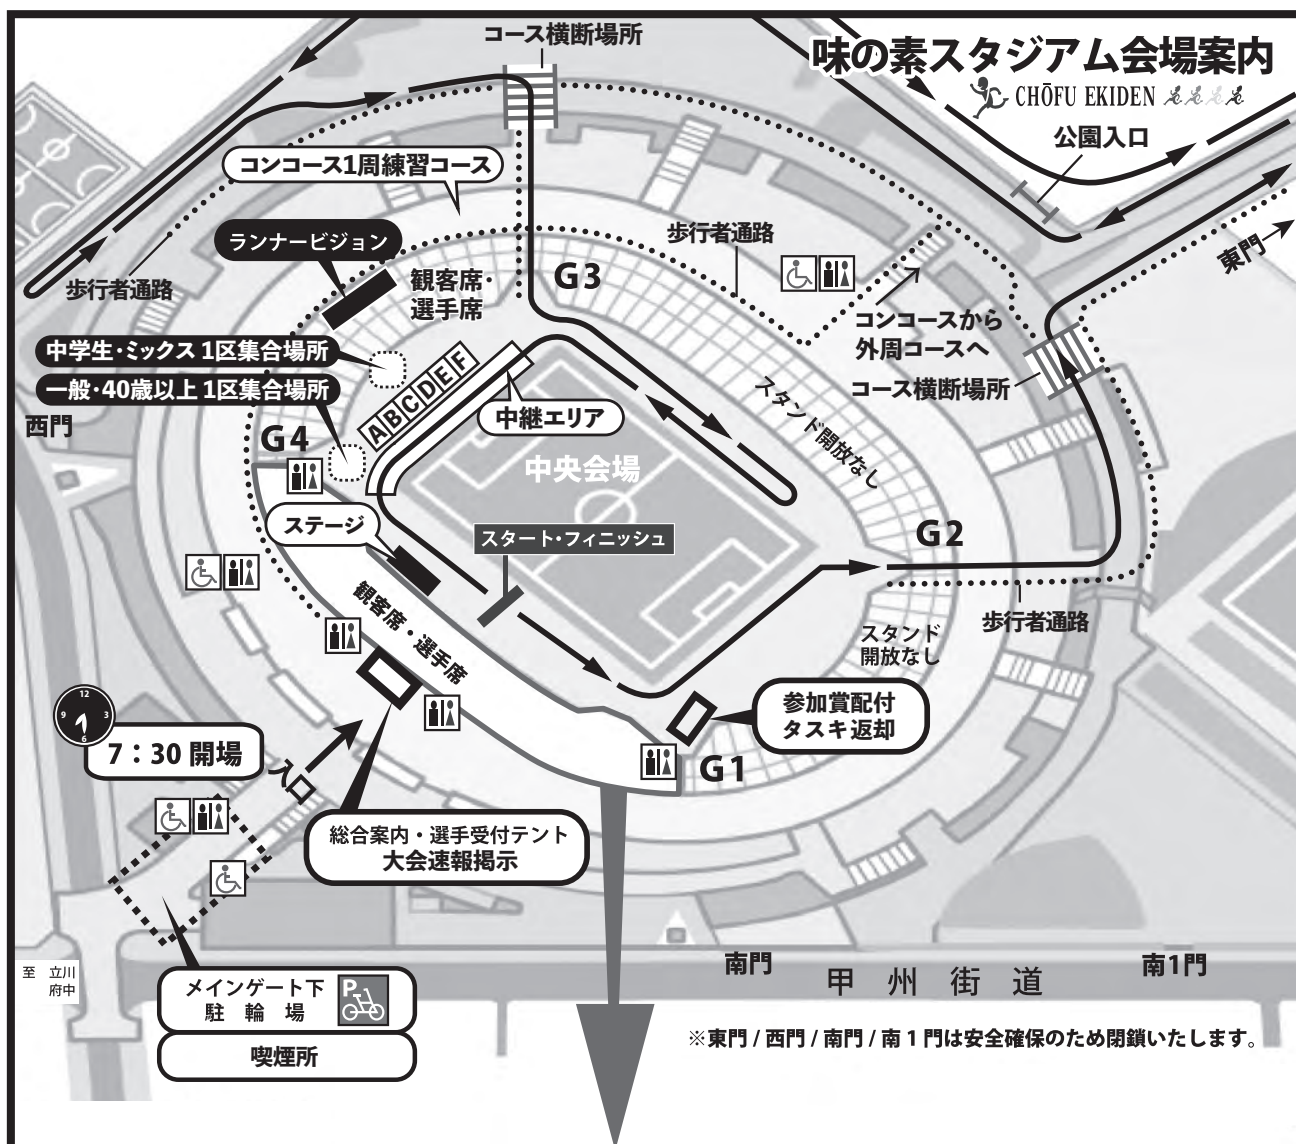 コース横断場所
味の素スタジアム会場案内
CHŌFU EKIDEN
公園入口
コンコース1周練習コース
ランナービジョン
歩行者通路
東門
歩行者通路
観客席・
選手席
G3
コンコースから
外周コースへ
中学生・ミックス 1区集合場所
一般・40歳以上 1区集合場所
コース横断場所
西門
A B C D E F
中継エリア
スタンド開放なし
G4
中央会場
ステージ
スタート・フィニッシュ
G2
歩行者通路
観客席・選手席
スタンド
開放なし
12
3
6
9
7：30 開場
参加賞配付
タスキ返却
入口
G1
総合案内・選手受付テント
大会速報掲示
南門
甲州街道
南1門
至 立川
府中
メインゲート下
駐輪場
P
喫煙所
※東門 / 西門 / 南門 / 南 1 門は安全確保のため閉鎖いたします。